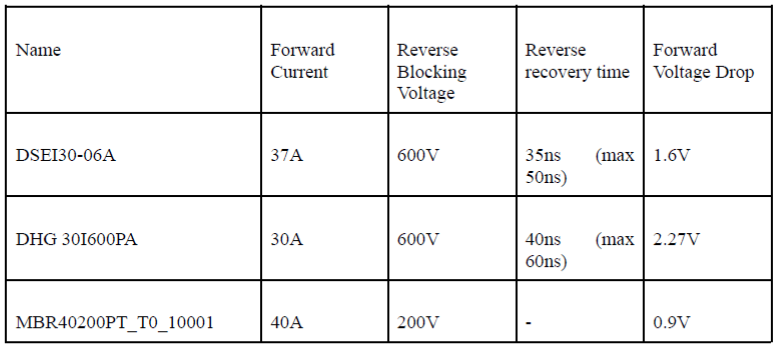 Name Forward Current Reverse Blocking Voltage Reverse recovery time Forward Voltage Drop
DSEI30-06A 37A 600V 35ns (max 50ns) 1.6V
DHG 30I600PA 30A 600V 40ns (max 60ns) 2.27V
MBR40200PT_T0_10001 40A 200V - 0.9V